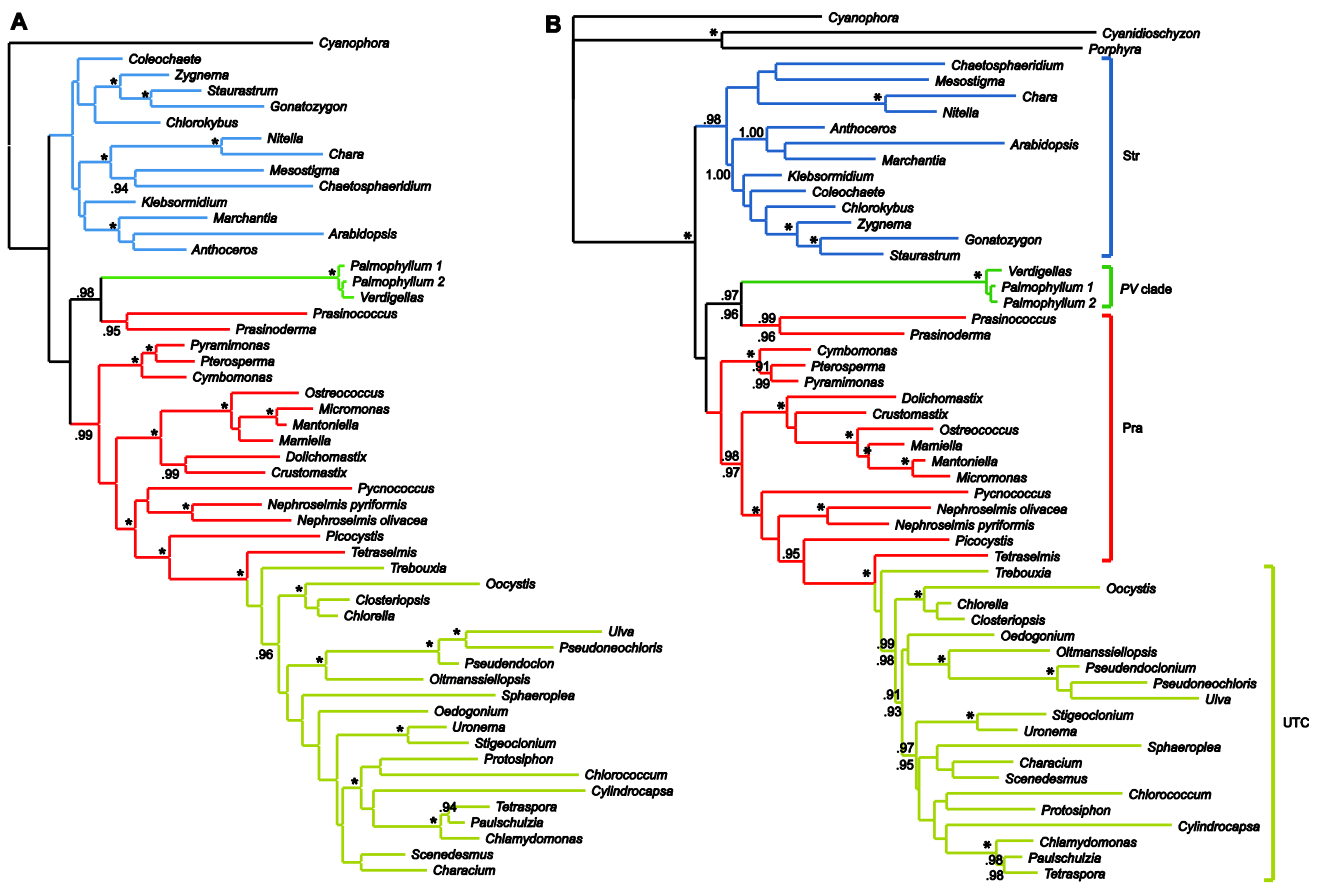 A
Cyanophora
Coleochaete
Zygnema
*
Staurastrum
*
Gonatozygon
Chlorokybus
Nitella
*
Chara
*
Mesostigma
.94
Chaetosphaeridium
Klebsormidium
Marchantia
*
Arabidopsis
Anthoceros
Palmophyllum 1
*
Palmophyllum 2
Verdigellas
.98
Prasinococcus
.95
Prasinoderma
Pyramimonas
*
*
Pterosperma
Cymbomonas
Ostreococcus
*
Micromonas
*
Mantoniella
.99
*
Mamiella
Dolichomastix
.99
Crustomastix
Pycnococcus
Nephroselmis pyriformis
*
Nephroselmis olivacea
*
Picocystis
*
Tetraselmis
*
Trebouxia
Oocystis
*
Closteriopsis
Chlorella
Ulva
*
*
Pseudoneochloris
.96
*
Pseudendoclon
Oltmanssiellopsis
Sphaeroplea
Oedogonium
Uronema
*
Stigeoclonium
Protosiphon
Chlorococcum
*
Cylindrocapsa
.94
Tetraspora
*
Paulschulzia
Chlamydomonas
Scenedesmus
Characium
B
Cyanophora
*
Cyanidioschyzon
Porphyra
Chaetosphaeridium
Mesostigma
*
Chara
Nitella
.98
1.00
Anthoceros
Arabidopsis
Marchantia
Str
1.00
Klebsormidium
Coleochaete
Chlorokybus
*
Zygnema
*
*
Gonatozygon
Staurastrum
*
Verdigellas
Palmophyllum 1
Palmophyllum 2
PV clade
.97
.96
.99
Prasinococcus
.96
Prasinoderma
*
Cymbomonas
.91
Pterosperma
.99
Pyramimonas
*
Dolichomastix
Crustomastix
*
Ostreococcus
Pra
*
Mamiella
.98
.97
*
Mantoniella
Micromonas
Pycnococcus
*
*
Nephroselmis olivacea
Nephroselmis pyriformis
Picocystis
.95
Tetraselmis
*
Trebouxia
*
Oocystis
Chlorella
Closteriopsis
.99
.98
Oedogonium
*
Oltmanssiellopsis
*
Pseudendoclonium
Pseudoneochloris
Ulva
.91
.93
*
Stigeoclonium
Uronema
UTC
.97
.95
Sphaeroplea
Characium
Scenedesmus
Chlorococcum
Protosiphon
Cylindrocapsa
*
Chlamydomonas
.98
Paulschulzia
.98
Tetraspora